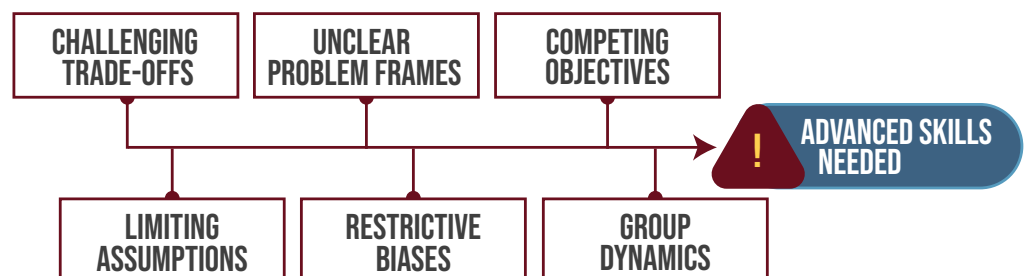 CHALLENGING
TRADE-OFFS
UNCLEAR
PROBLEM FRAMES
COMPETING
OBJECTIVES
!
ADVANCED SKILLS
NEEDED
LIMITING
ASSUMPTIONS
RESTRICTIVE
BIASES
GROUP
DYNAMICS